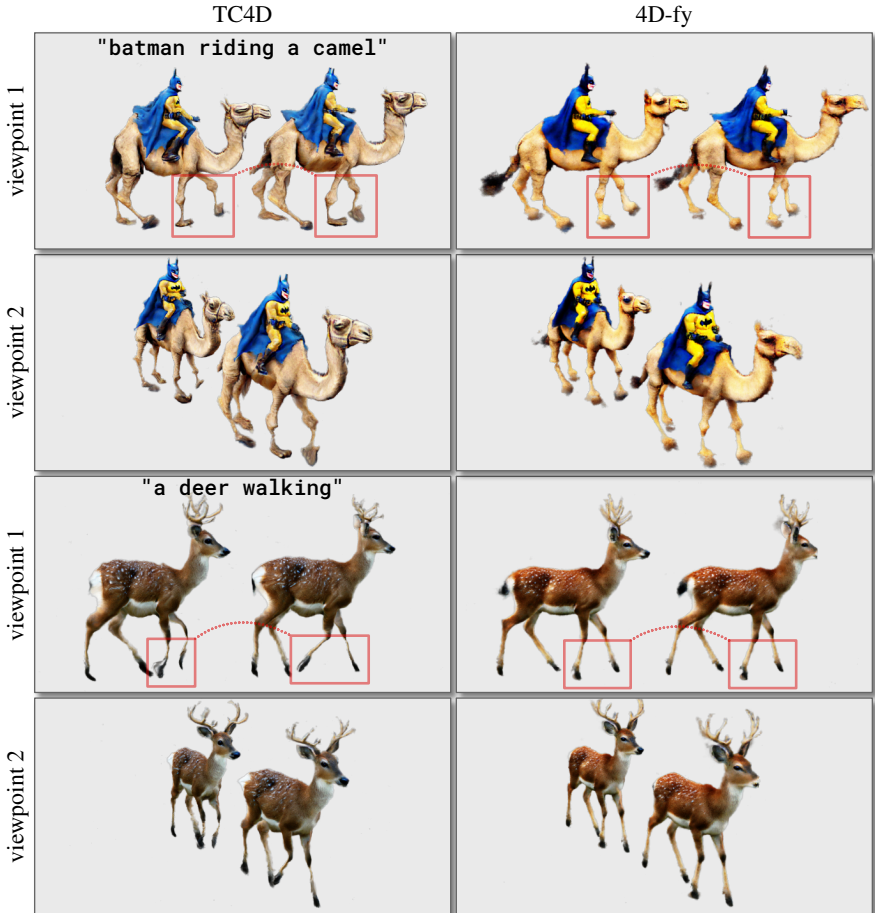 TC4D
4D-fy
"batman riding a camel"
viewpoint 1
viewpoint 2
"a deer walking"
viewpoint 1
viewpoint 2